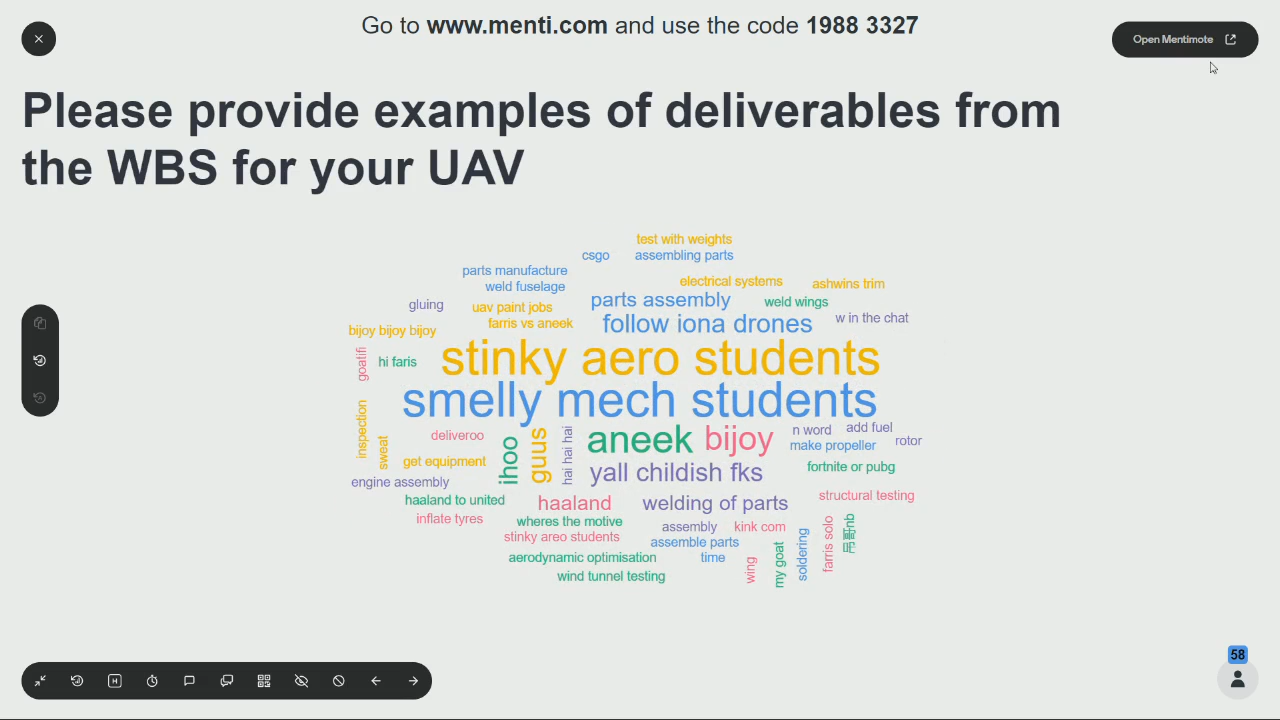 Go to www.menti.com and use the code 1988 3327
Open Mentimote
Please provide examples of deliverables from
the WBS for your UAV
test with weights
csgo
assembling parts
parts manufacture
electrical systems
ashwins trim
weld fuselage
parts assembly
weld wings
gluing
uav paint jobs
w in the chat
farris vs aneek
follow iona drones
bijoy bijoy bijoy
stinky aero students
goatifi
hi faris
smelly mech students
inspection
sweat
deliveroo
ihoo
guus
hai hai hai
aneek
bijoy
n word
add fuel
make propeller
rotor
get equipment
yall childish fks
fortnite or pubg
engine assembly
haaland to united
haaland
welding of parts
structural testing
inflate tyres
wheres the motive
assembly
kink com
stinky areo students
assemble parts
aerodynamic optimisation
time
wind tunnel testing
wing
my goat
soldering
farris solo
吊哥nb
58